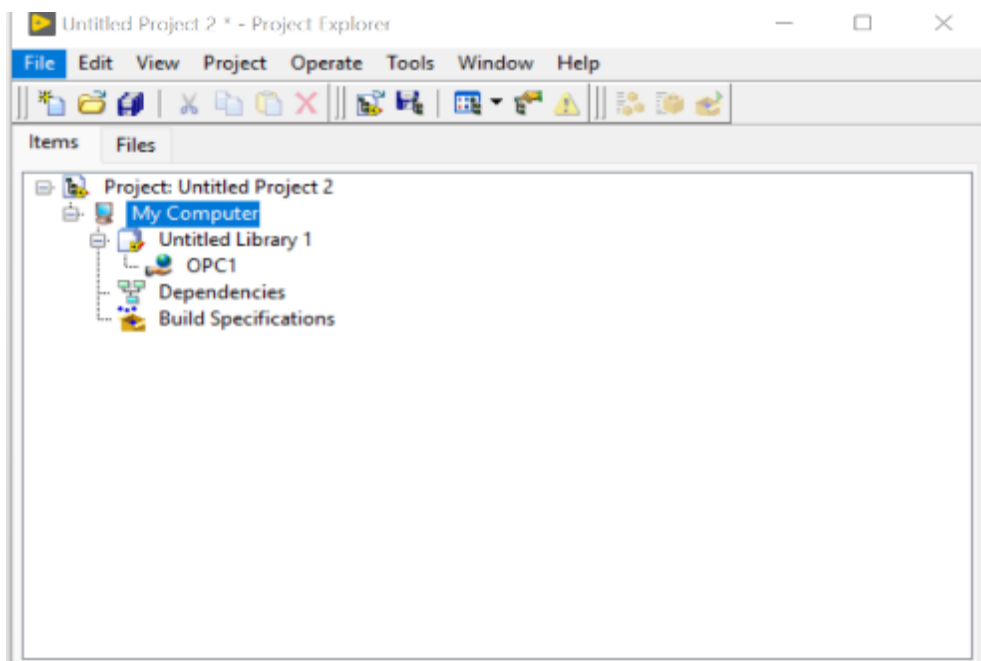 Untitled Project 2 * - Project Explorer
File Edit View Project Operate Tools Window Help
Items Files
Project: Untitled Project 2
My Computer
Untitled Library 1
OPC1
Dependencies
Build Specifications